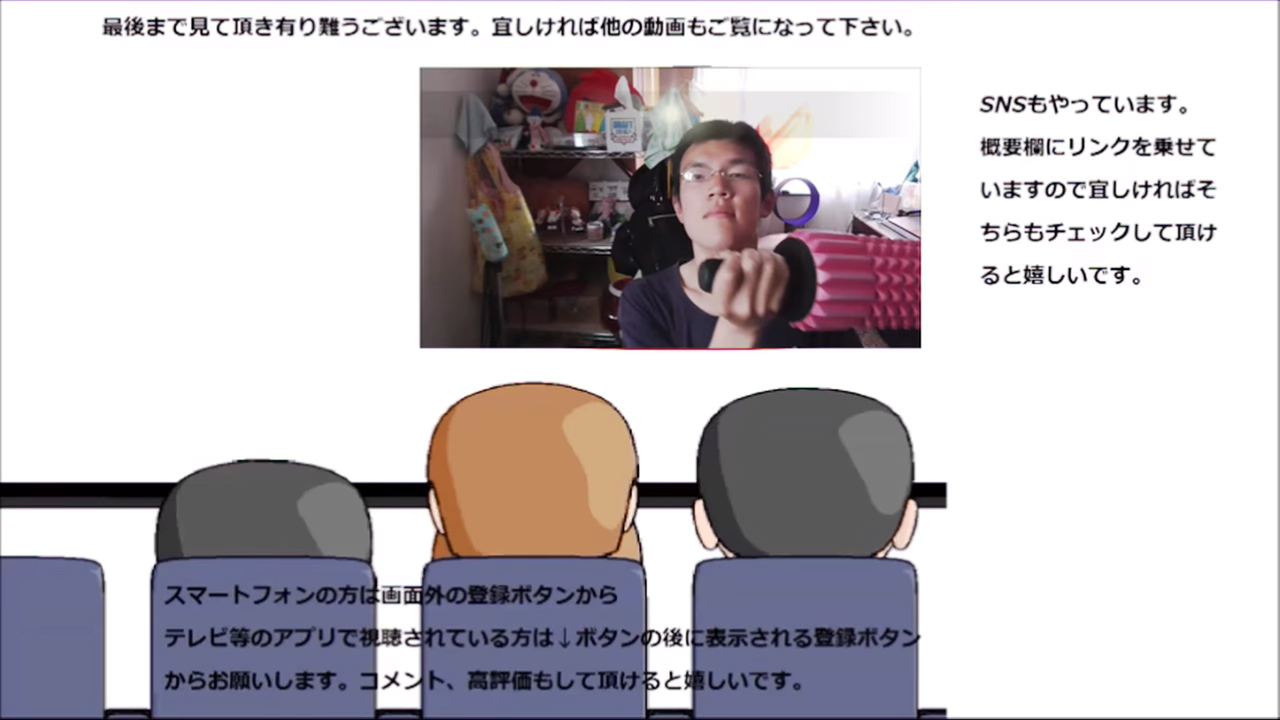 最後まで見て頂き有り難うございます。宜しければ他の動画もご覧になって下さい。
SNSもやっています。
概要欄にリンクを乗せて
いますので宜しければそ
ちらもチェックして頂け
ると嬉しいです。
スマートフォンの方は画面外の登録ボタンから
テレビ等のアプリで視聴されている方は↓ボタンの後に表示される登録ボタン
からお願いします。コメント、高評価もして頂けると嬉しいです。